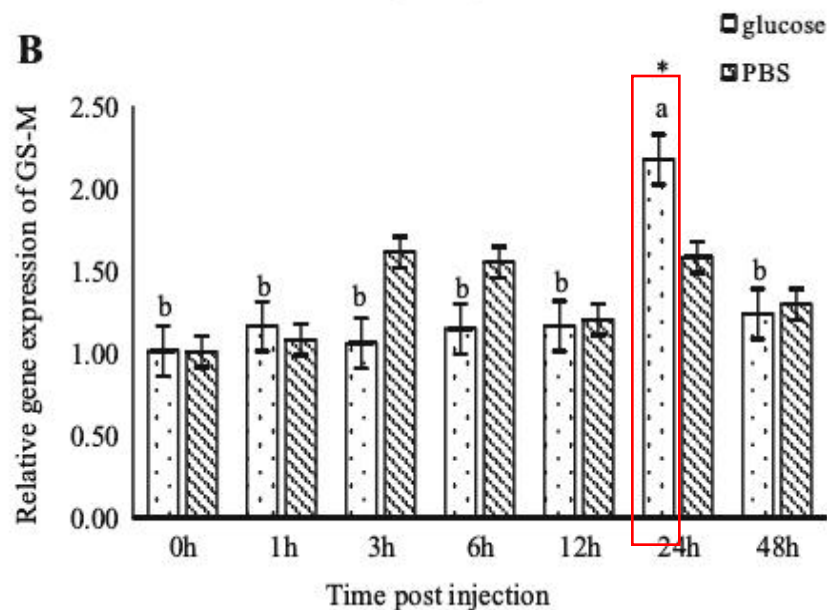 glucose
PBS
B
Relative gene expression of GS-M
2.50
2.00
1.50
1.00
0.50
0.00
b
b
b
b
b
*
a
b
0h 1h 3h 6h 12h 24h 48h
Time post injection